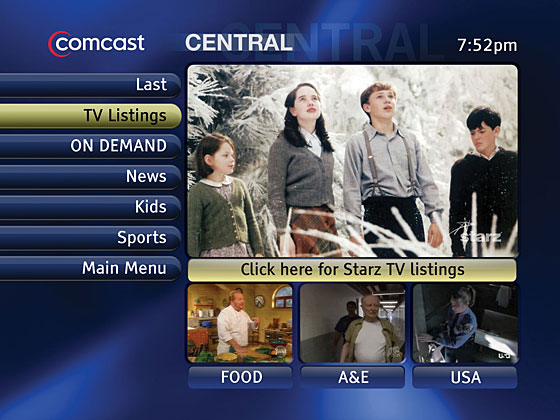 comcast
CENTRAL
CENTRAL
7:52pm
Last
TV Listings
ON DEMAND
News
Kids
Sports
Main Menu
starz
Click here for Starz TV listings
FOOD
A&E
USA